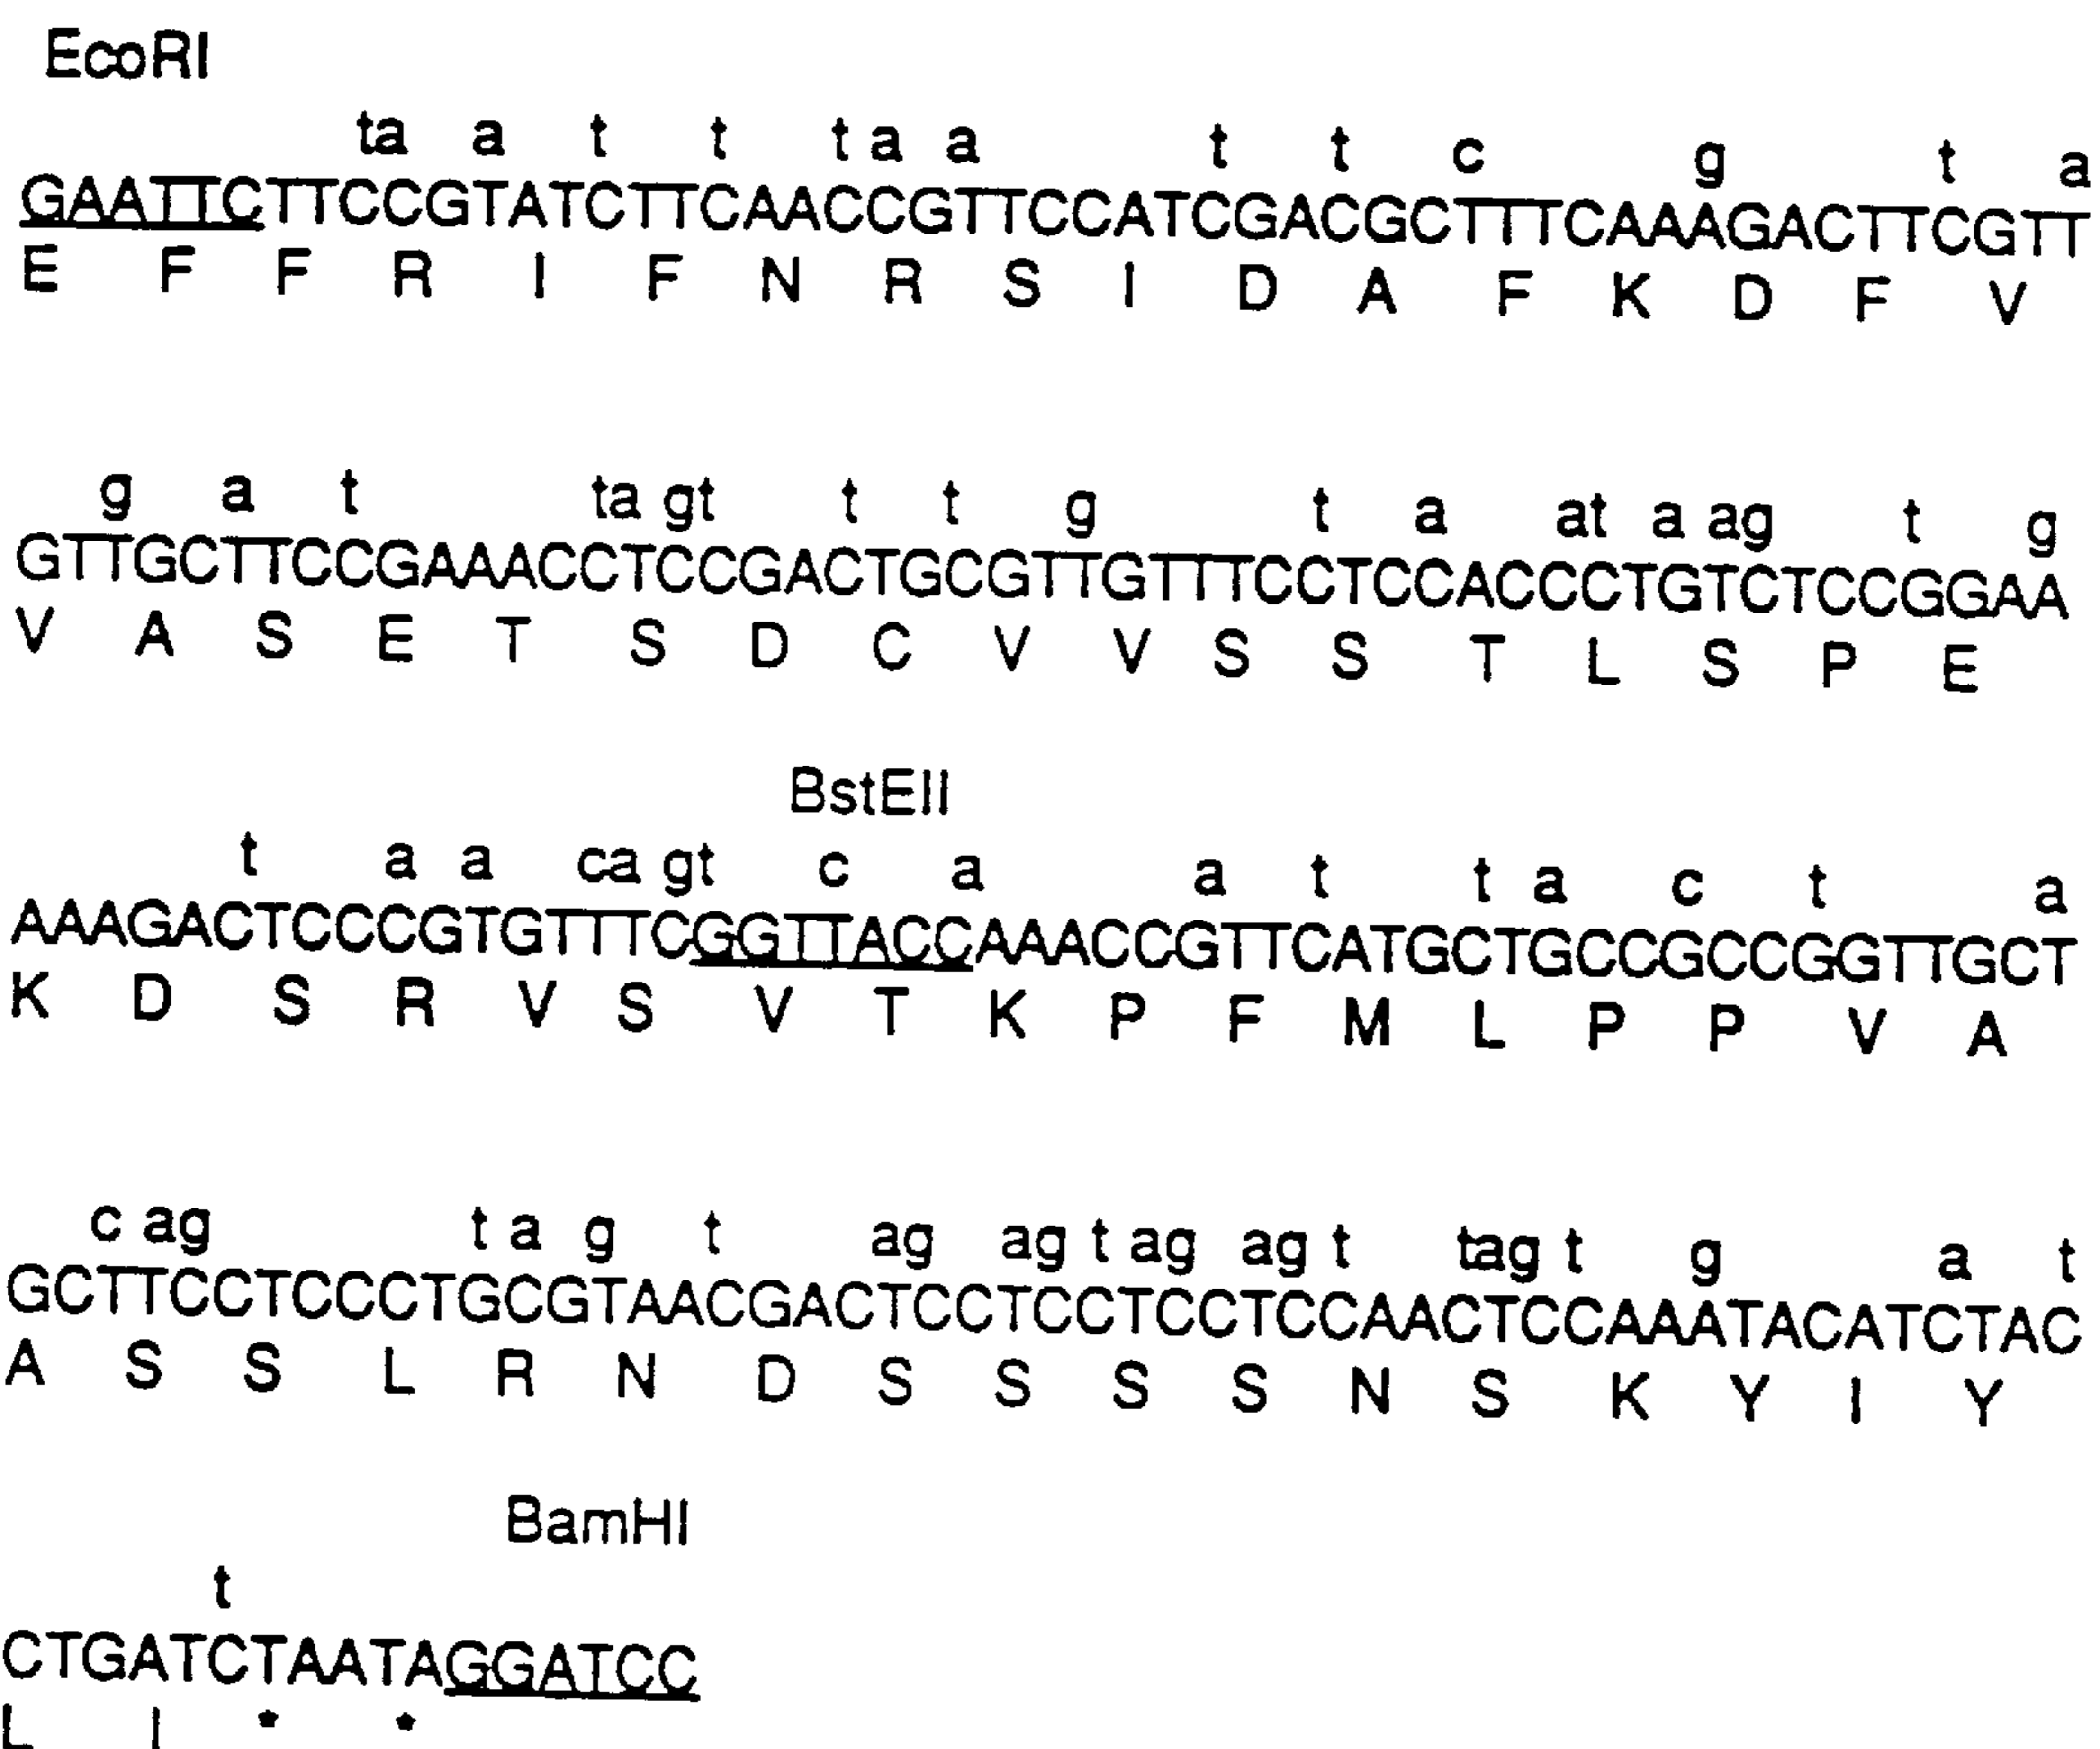 EcoRI
ta a t t t a a t t c g t a
GAATTCTTCCGTATCTTCAACCGTTCCATCGACGCTTTCAAAGACTTCGTT
E F F R I F N R S I D A F K D F V
g a t ta gt t t g t a at a ag t g
GTTGCTTCCGAAACCTCCGACTGCGTTGTTTCCTCCACCCTGTCTCCGGAA
V A S E T S D C V V S S T L S P E
BstEII
t a a ca gt c a a t t a c t a
AAAGACTCCCGTGTTTCGGTTACCAAACCGTTCATGCTGCCGCCGGTTGCT
K D S R V S V T K P F M L P P V A
c ag t a g t ag ag t ag ag t tag t g a t
GCTTCCTCCCTGCGTAACGACTCCTCCTCCTCCAACTCCAAATACATCTAC
A S S L R N D S S S S N S K Y I Y
BamHI
t
CTGATCTAATAGGATCC
L I * *